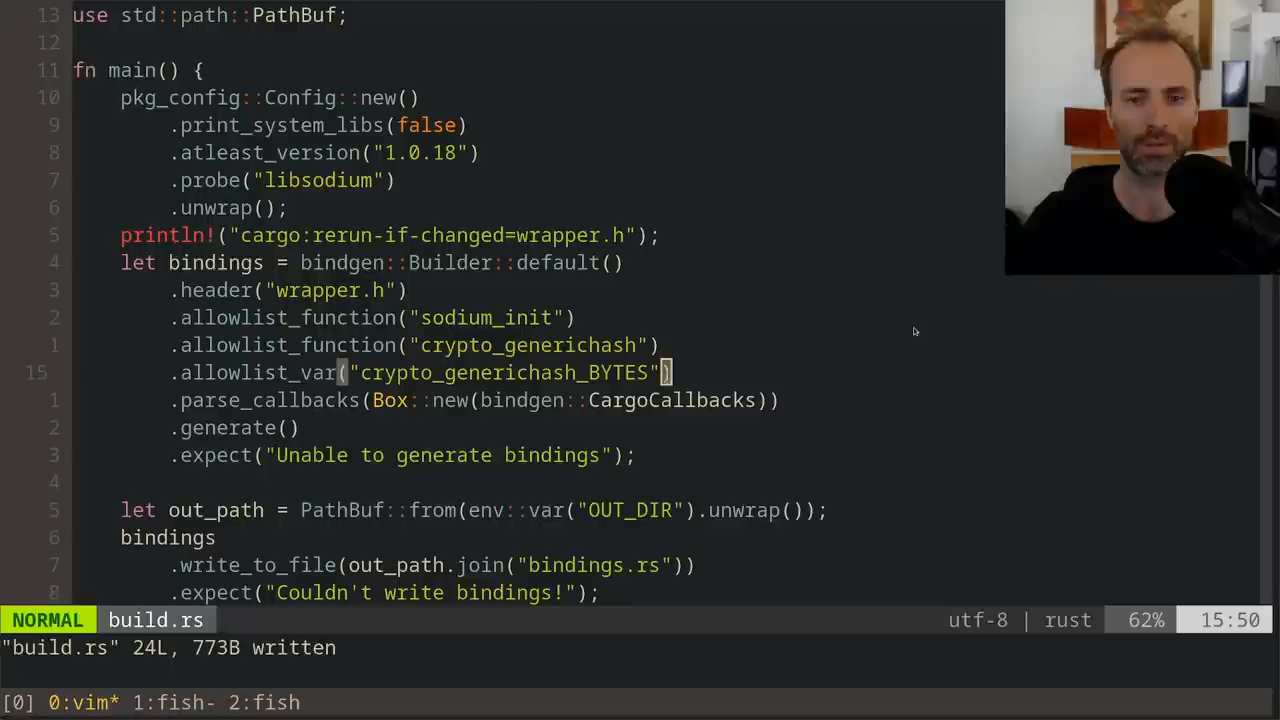 13 use std::path::PathBuf;
12
11 fn main() {
10     pkg_config::Config::new()
9         .print_system_libs(false)
8         .atleast_version("1.0.18")
7         .probe("libsodium")
6         .unwrap();
5     println!("cargo:rerun-if-changed=wrapper.h");
4     let bindings = bindgen::Builder::default()
3         .header("wrapper.h")
2         .allowlist_function("sodium_init")
1         .allowlist_function("crypto_generichash")
15         .allowlist_var("crypto_generichash_BYTES")
1         .parse_callbacks(Box::new(bindgen::CargoCallbacks))
2         .generate()
3         .expect("Unable to generate bindings");
4
5     let out_path = PathBuf::from(env::var("OUT_DIR").unwrap());
6     bindings
7         .write_to_file(out_path.join("bindings.rs"))
8         .expect("Couldn't write bindings!");
NORMAL build.rs utf-8 | rust 62% 15:50
"build.rs" 24L, 773B written
[0] 0:vim* 1:fish- 2:fish